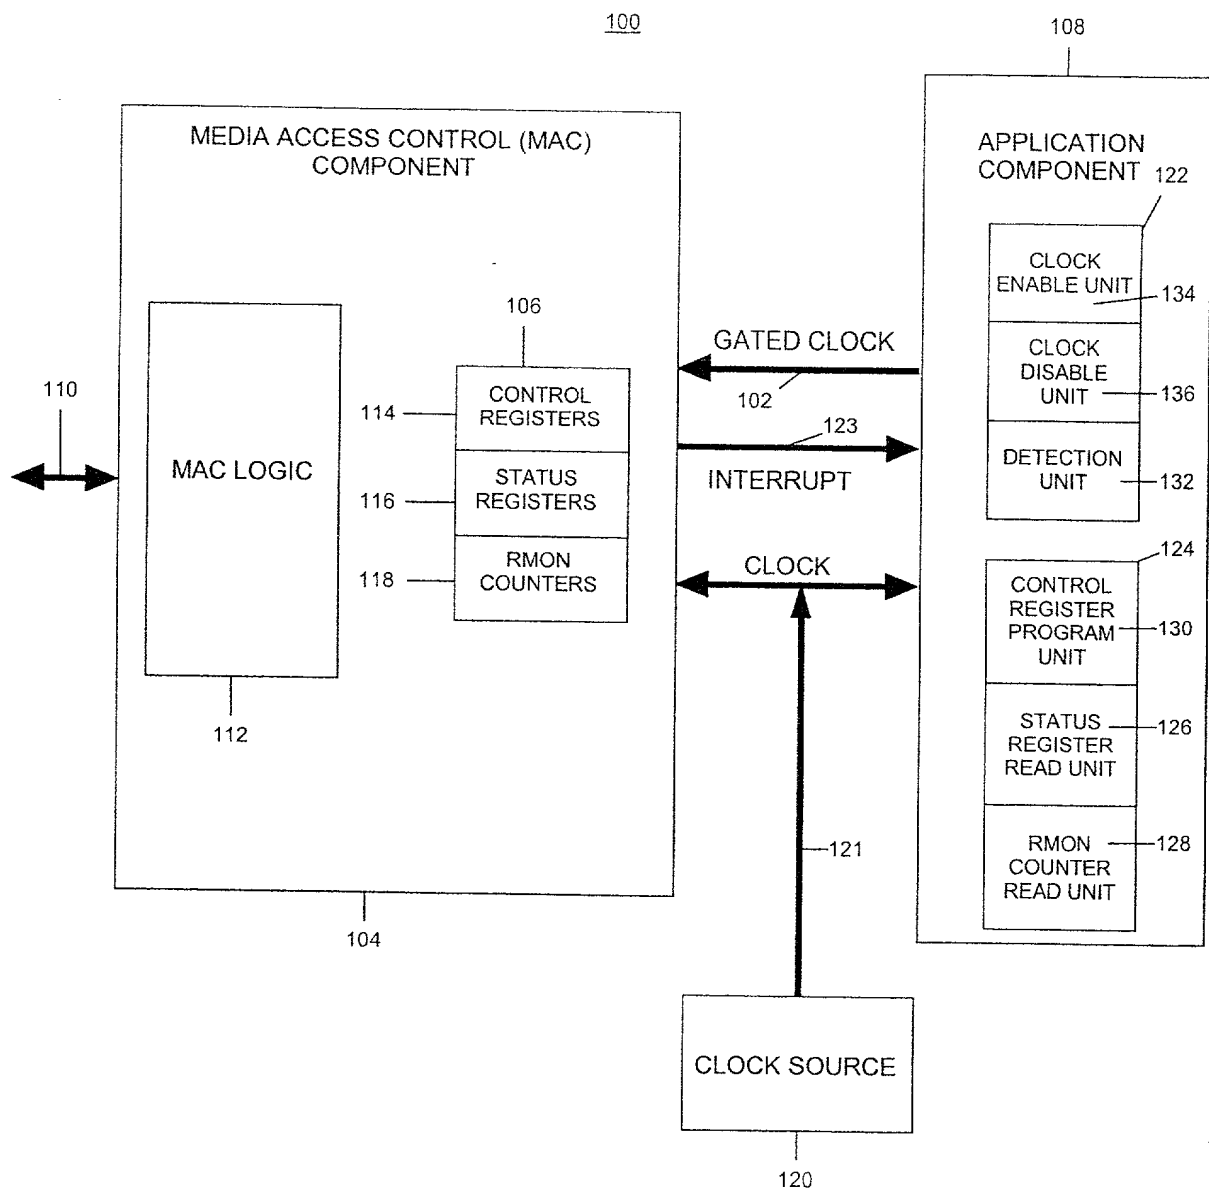 100
108
MEDIA ACCESS CONTROL (MAC)
COMPONENT
APPLICATION
COMPONENT
122
CLOCK
ENABLE UNIT
134
CLOCK
DISABLE
UNIT
136
DETECTION
UNIT
132
106
CONTROL
REGISTERS
114
STATUS
REGISTERS
116
RMON
COUNTERS
118
GATED CLOCK
102
123
INTERRUPT
110
MAC LOGIC
112
CLOCK
124
CONTROL
REGISTER
PROGRAM
UNIT
130
STATUS
REGISTER
READ UNIT
126
RMON
COUNTER
READ UNIT
128
121
104
CLOCK SOURCE
120